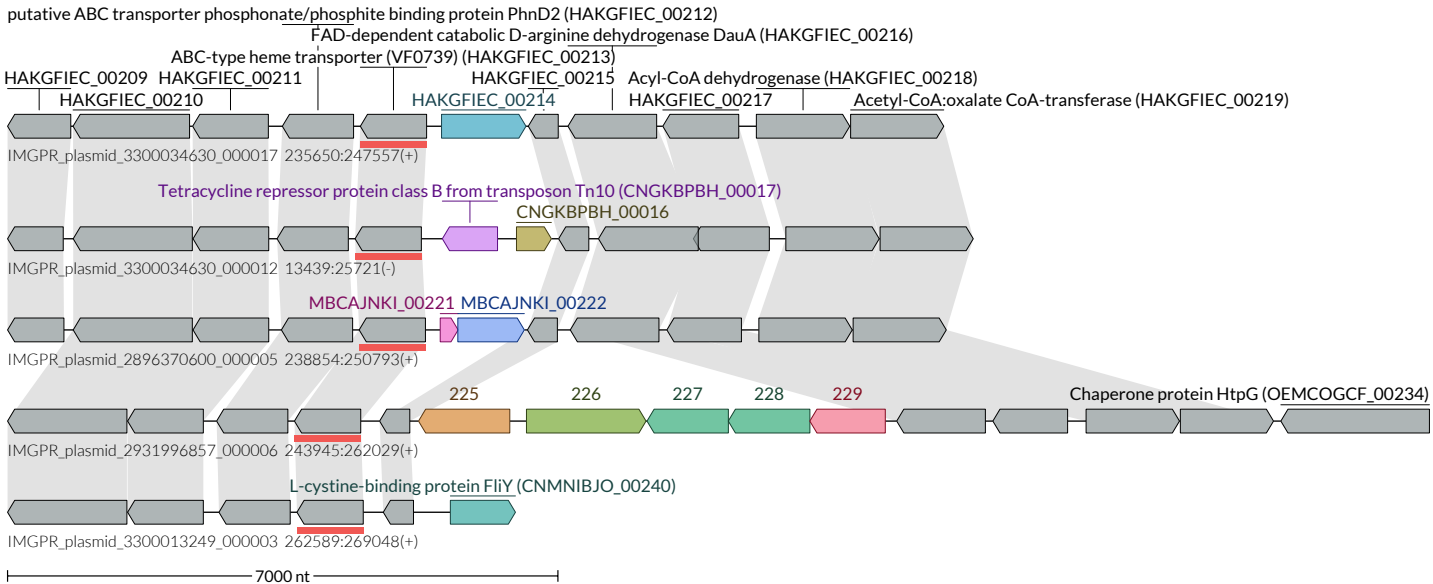 putative ABC transporter phosphonate/phosphite binding protein PhnD2 (HAKGFIEC_00212)
FAD-dependent catabolic D-arginine dehydrogenase DauA (HAKGFIEC_00216)
ABC-type heme transporter (VF0739) (HAKGFIEC_00213)
HAKGFIEC_00209 HAKGFIEC_00211 HAKGFIEC_00215 Acyl-CoA dehydrogenase (HAKGFIEC_00218)
HAKGFIEC_00210 HAKGFIEC_00214 HAKGFIEC_00217 Acetyl-CoA:oxalate CoA-transferase (HAKGFIEC_00219)
IMGPR_plasmid_3300034630_000017 235650:247557(+)
Tetracycline repressor protein class B from transposon Tn10 (CNGKBPBH_00017)
CNGKBPBH_00016
IMGPR_plasmid_3300034630_000012 13439:25721(-)
MBCAJNKI_00221 MBCAJNKI_00222
IMGPR_plasmid_2896370600_000005 238854:250793(+)
225 226 227 228 229 Chaperone protein HtpG (OEMCOGCF_00234)
IMGPR_plasmid_2931996857_000006 243945:262029(+)
L-cystine-binding protein FliY (CNMNIBJO_00240)
IMGPR_plasmid_3300013249_000003 262589:269048(+)
7000 nt